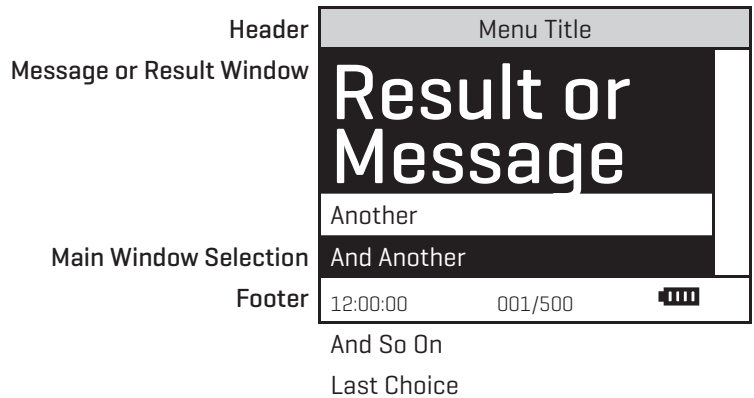 Header
Menu Title
Message or Result Window
Result or
Message
Another
Main Window Selection
And Another
Footer
12:00:00 001/500
And So On
Last Choice